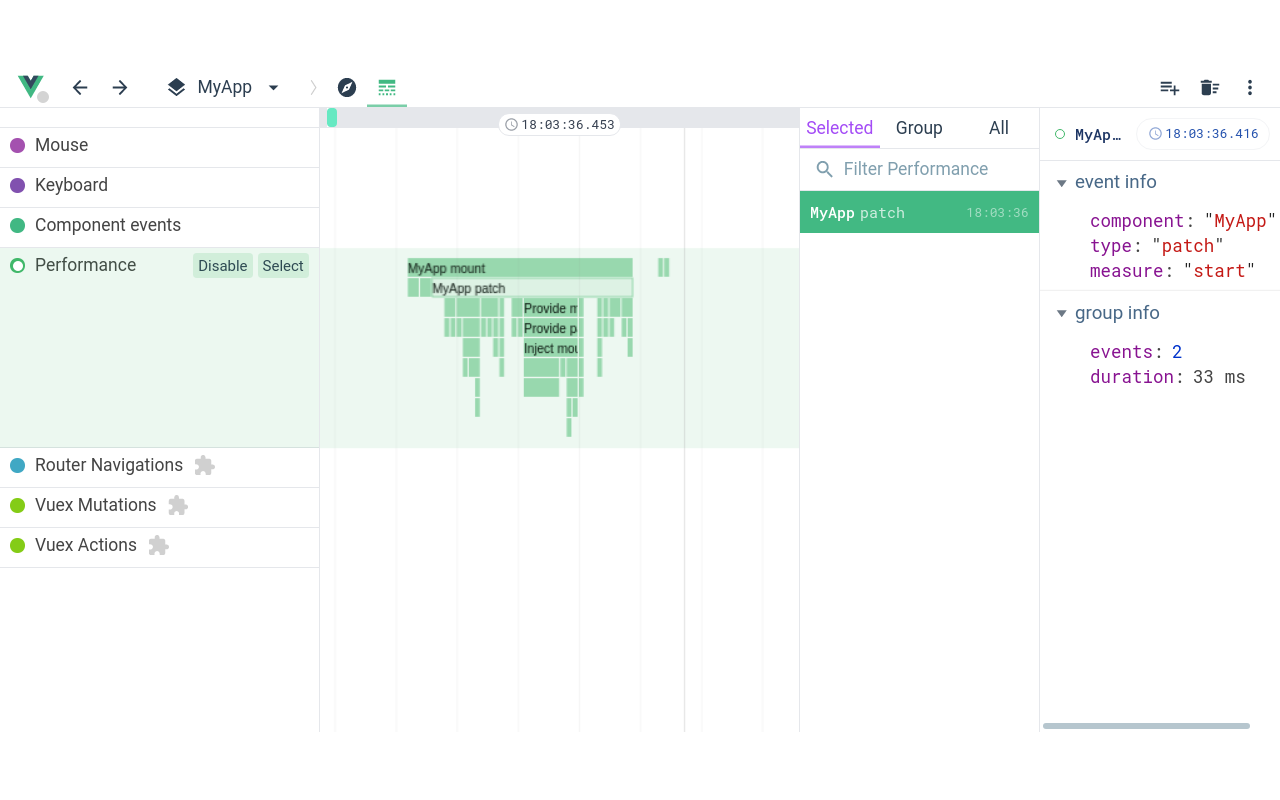 MyApp
18:03:36.453
Mouse
Keyboard
Component events
Performance Disable Select
Router Navigations
Vuex Mutations
Vuex Actions
MyApp mount
MyApp patch
Provide m
Provide p
Inject mou
Selected Group All
Filter Performance
MyApp patch 18:03:36
MyAp… 18:03:36.416
event info
component: "MyApp"
type: "patch"
measure: "start"
group info
events: 2
duration: 33 ms